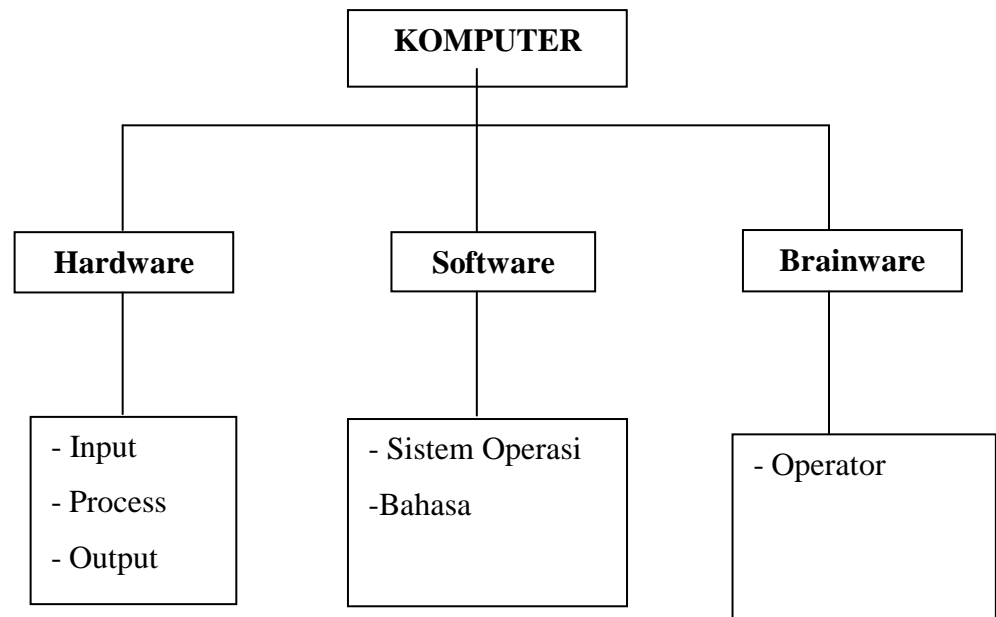 KOMPUTER
Hardware
Software
Brainware
- Input
- Process
- Output
- Sistem Operasi
-Bahasa
- Operator